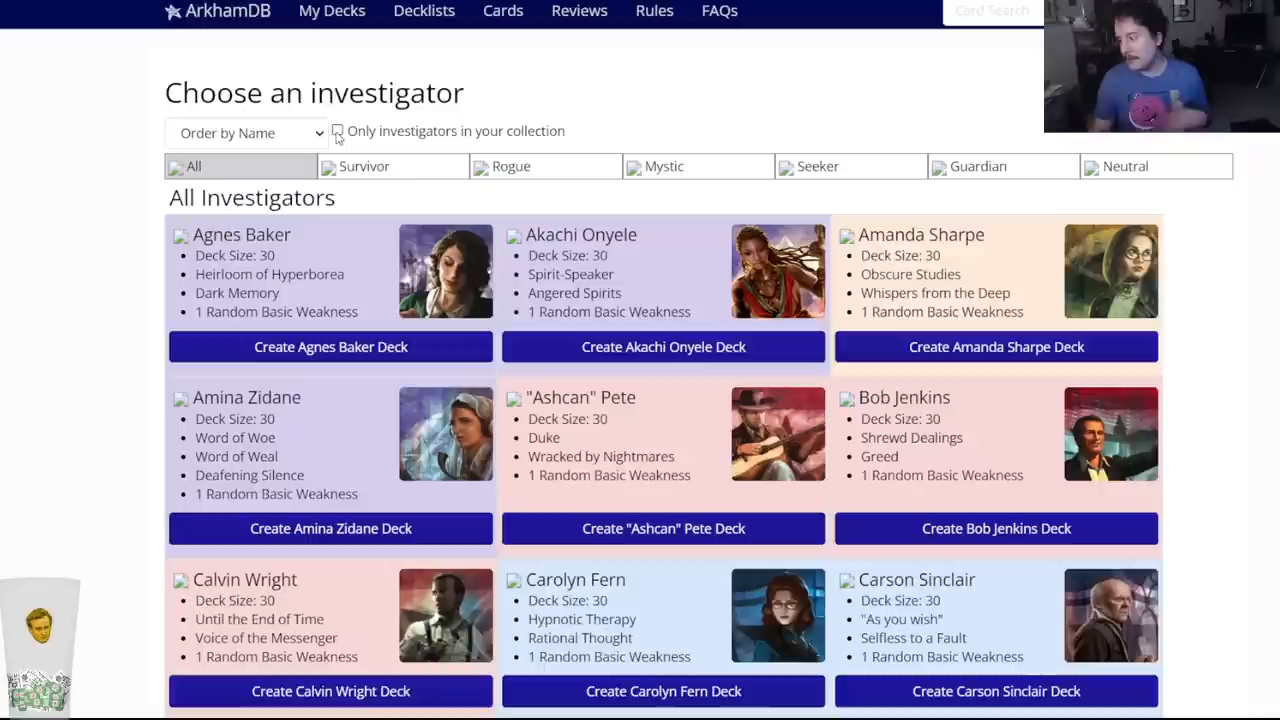 ArkhamDB My Decks Decklists Cards Reviews Rules FAQs Card Search
Choose an investigator
Order by Name Only investigators in your collection
All Survivor Rogue Mystic Seeker Guardian Neutral
All Investigators
Agnes Baker
Deck Size: 30
Heirloom of Hyperborea
Dark Memory
1 Random Basic Weakness
Create Agnes Baker Deck
Akachi Onyele
Deck Size: 30
Spirit-Speaker
Angered Spirits
1 Random Basic Weakness
Create Akachi Onyele Deck
Amanda Sharpe
Deck Size: 30
Obscure Studies
Whispers from the Deep
1 Random Basic Weakness
Create Amanda Sharpe Deck
Amina Zidane
Deck Size: 30
Word of Woe
Word of Weal
Deafening Silence
1 Random Basic Weakness
Create Amina Zidane Deck
"Ashcan" Pete
Deck Size: 30
Duke
Wracked by Nightmares
1 Random Basic Weakness
Create "Ashcan" Pete Deck
Bob Jenkins
Deck Size: 30
Shrewd Dealings
Greed
1 Random Basic Weakness
Create Bob Jenkins Deck
Calvin Wright
Deck Size: 30
Until the End of Time
Voice of the Messenger
1 Random Basic Weakness
Create Calvin Wright Deck
Carolyn Fern
Deck Size: 30
Hypnotic Therapy
Rational Thought
1 Random Basic Weakness
Create Carolyn Fern Deck
Carson Sinclair
Deck Size: 30
"As you wish"
Selfless to a Fault
1 Random Basic Weakness
Create Carson Sinclair Deck